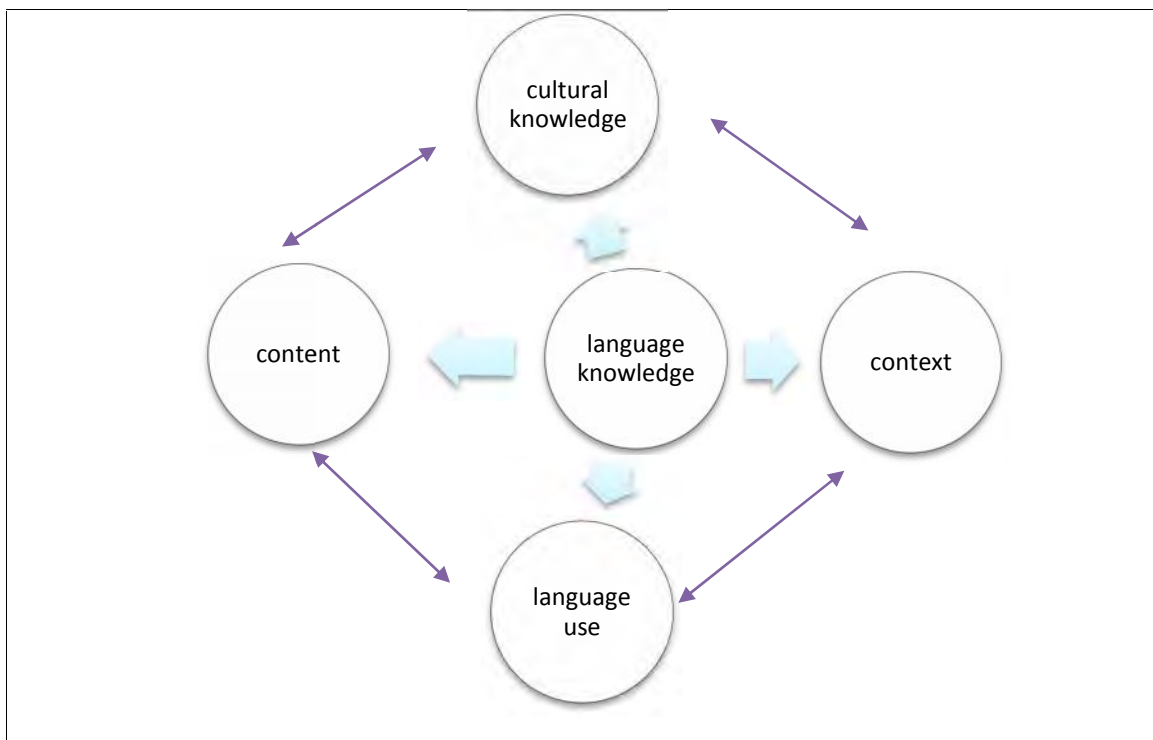 cultural
knowledge
content
language
knowledge
context
language
use